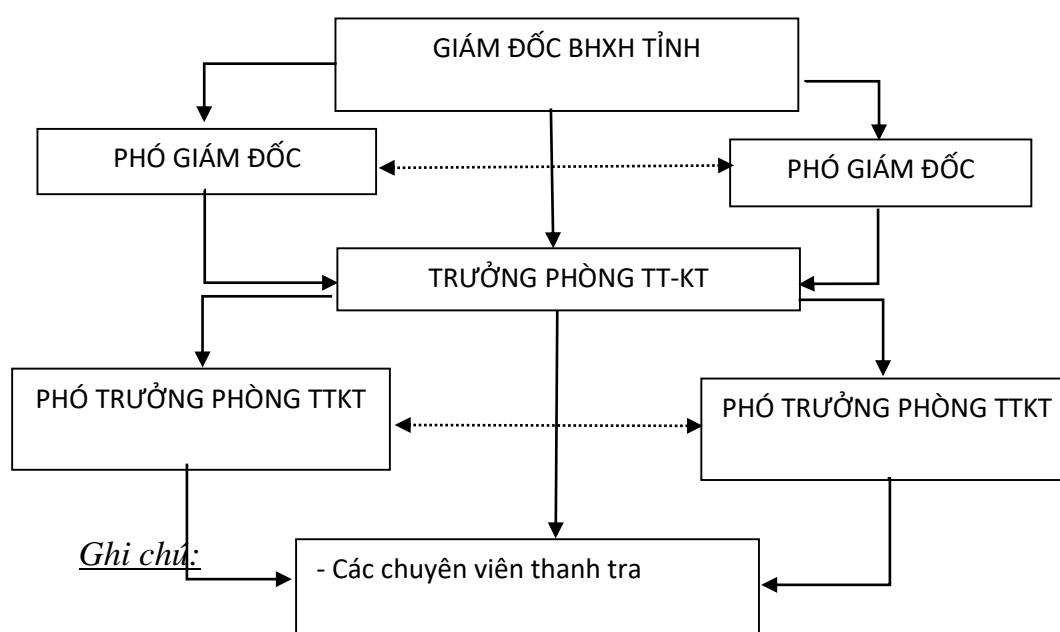 GIÁM ĐỐC BHXH TỈNH
PHÓ GIÁM ĐỐC
PHÓ GIÁM ĐỐC
TRƯỞNG PHÒNG TT-KT
PHÓ TRƯỞNG PHÒNG TTKT
PHÓ TRƯỞNG PHÒNG TTKT
Ghi chú:
- Các chuyên viên thanh tra